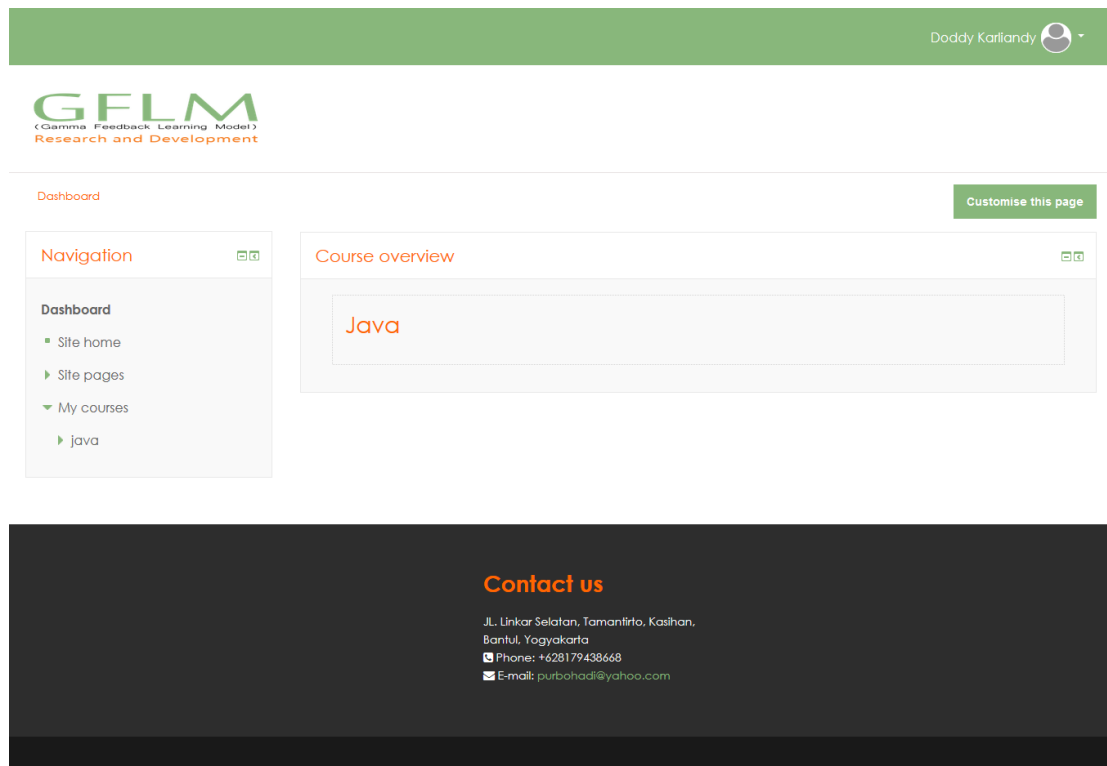 Doddy Karliandy
GFLM
(Gamma Feedback Learning Model)
Research and Development
Dashboard
Customise this page
Navigation
Dashboard
Site home
Site pages
My courses
java
Course overview
Java
Contact us
JL. Linkar Selatan, Tamantirto, Kasihan,
Bantul, Yogyakarta
Phone: +628179438668
E-mail: purbohadi@yahoo.com